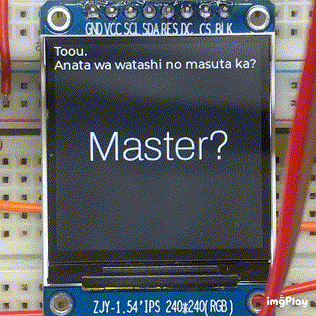 GND VCC SCL SDA RES DC CS BLK
Toou.
Anata wa watashi no masuta ka?
Master?
ZJY-1.54'IPS 240*240(RGB)
imgPlay